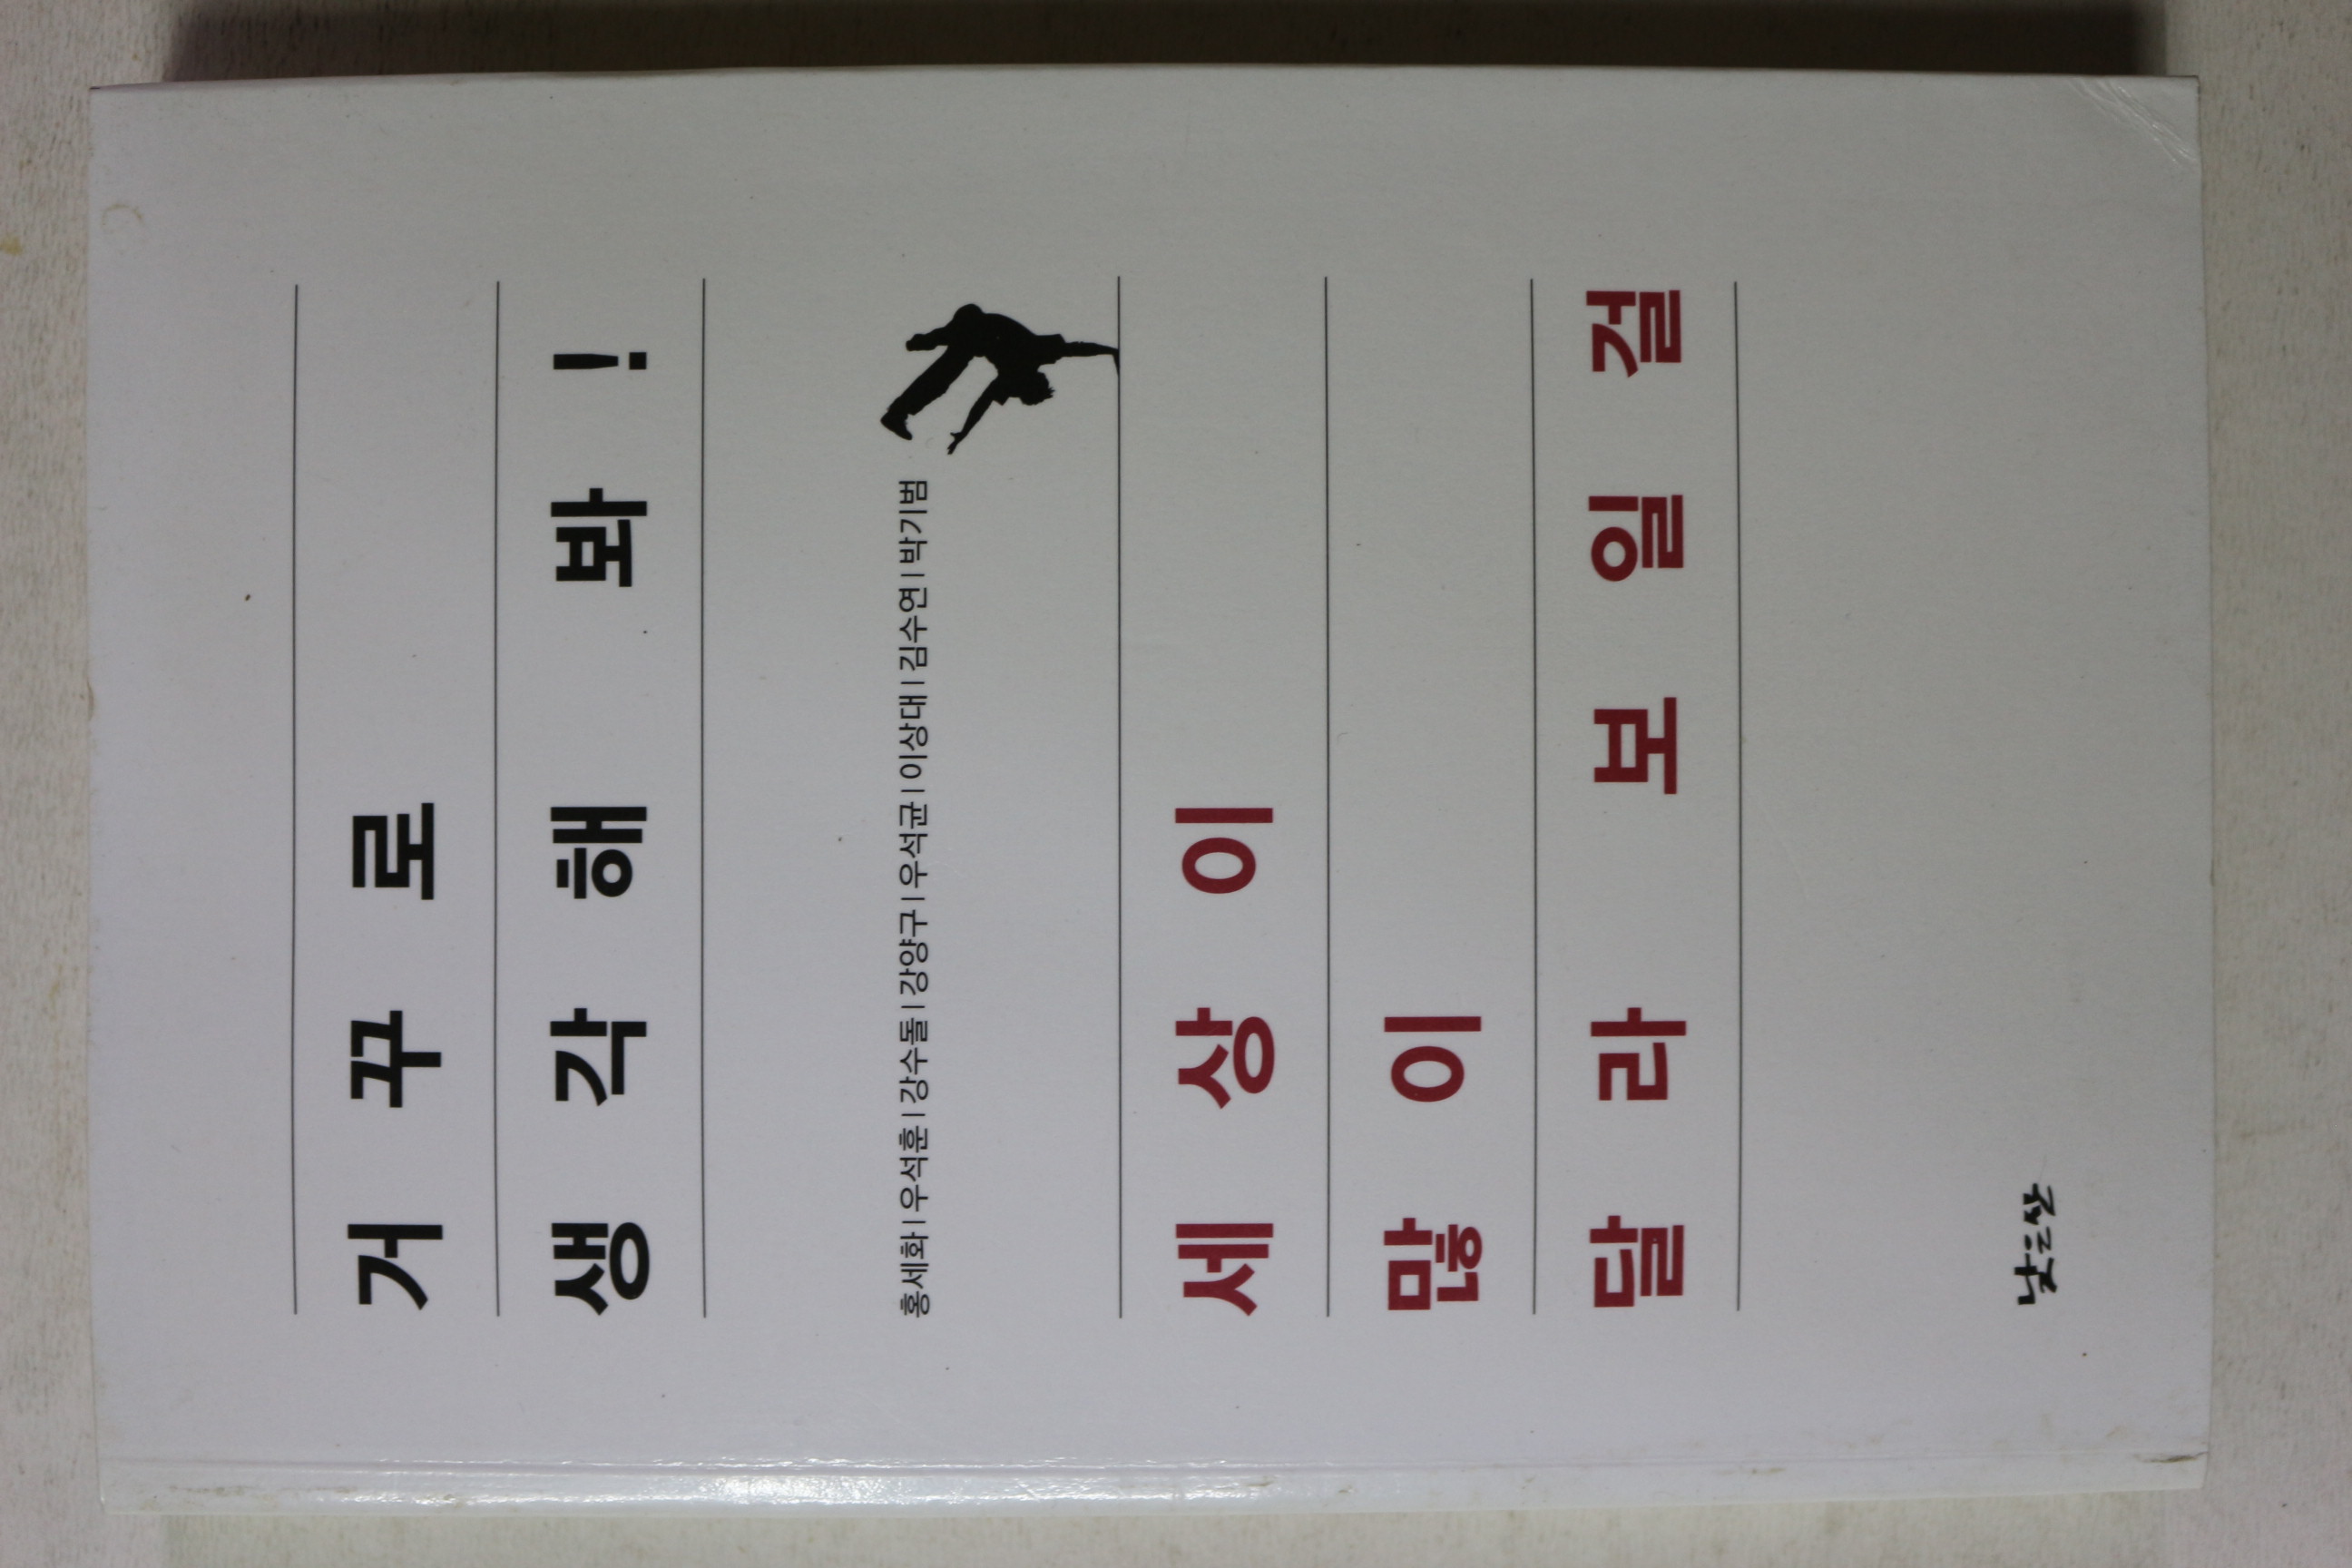 거꾸로
생각해 봐!
홍세화 | 우석훈 | 강수돌 | 강양구 | 우석균 | 이상대 | 김수연 | 박기범
세상이
많이
달라 보일걸
낮은산